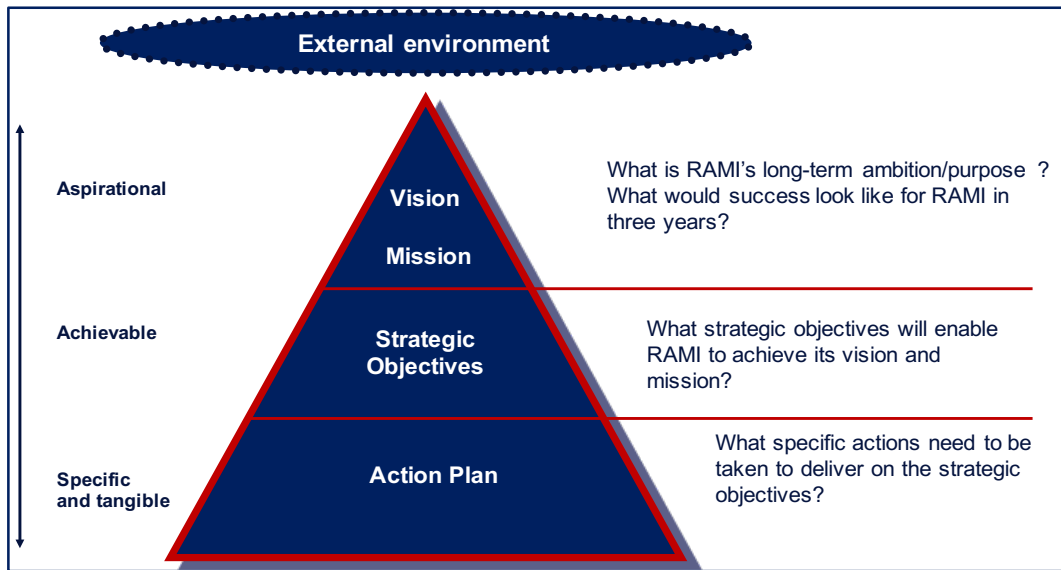 External environment
Aspirational
Vision
Mission
What is RAMI's long-term ambition/purpose ?
What would success look like for RAMI in
three years?
Achievable
Strategic
Objectives
What strategic objectives will enable
RAMI to achieve its vision and
mission?
Specific
and tangible
Action Plan
What specific actions need to be
taken to deliver on the strategic
objectives?